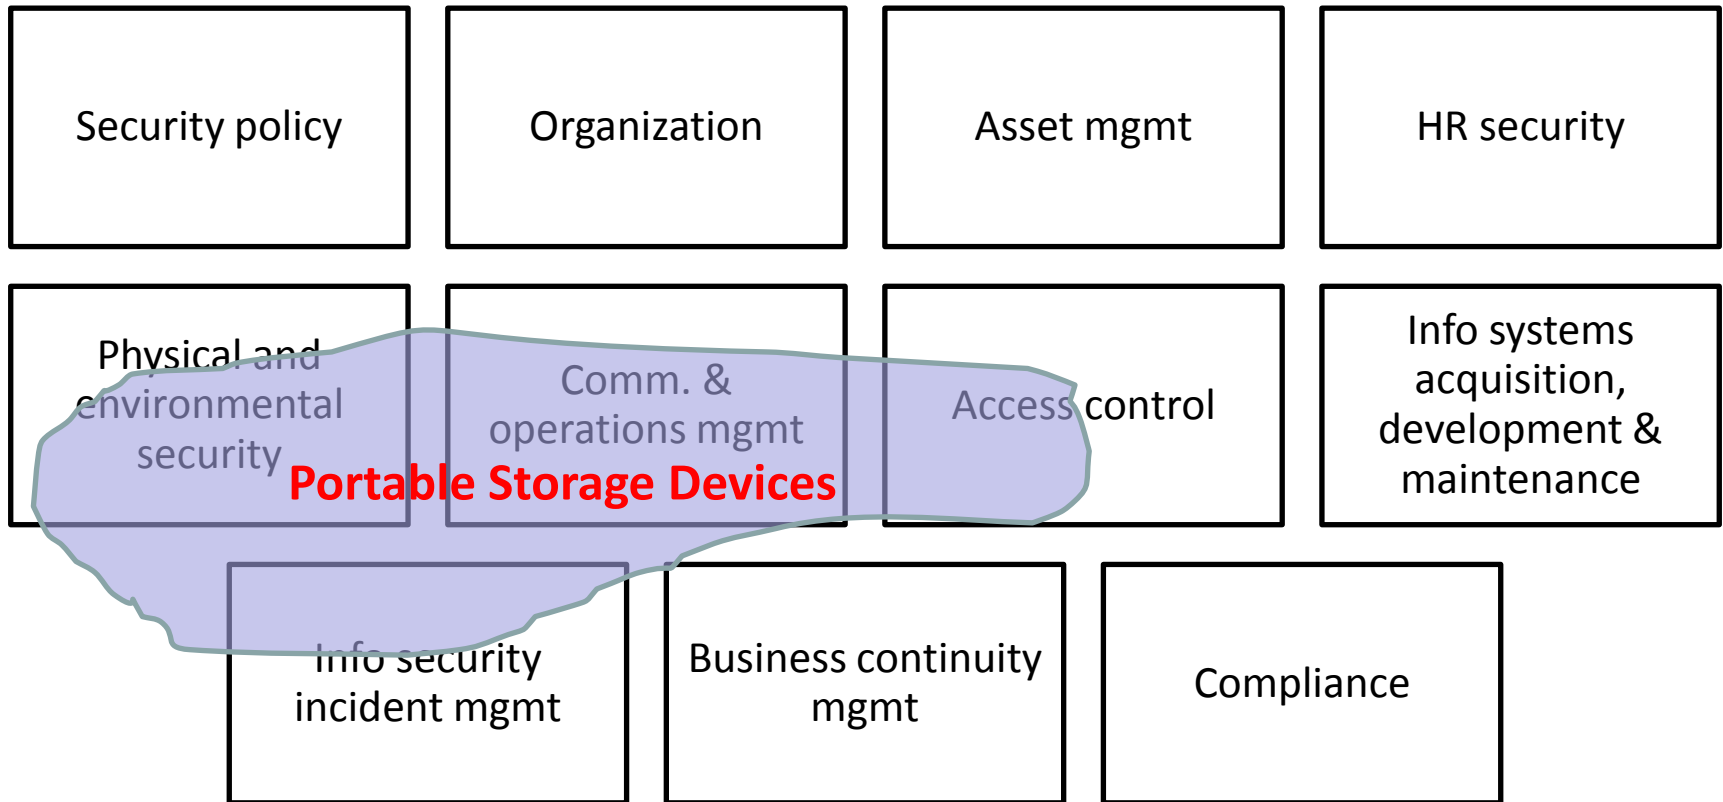 Security policy
Organization
Asset mgmt
HR security
Physical and
environmental
security
Comm. &
operations mgmt
Access control
Info systems
acquisition,
development &
maintenance
Portable Storage Devices
Info security
incident mgmt
Business continuity
mgmt
Compliance